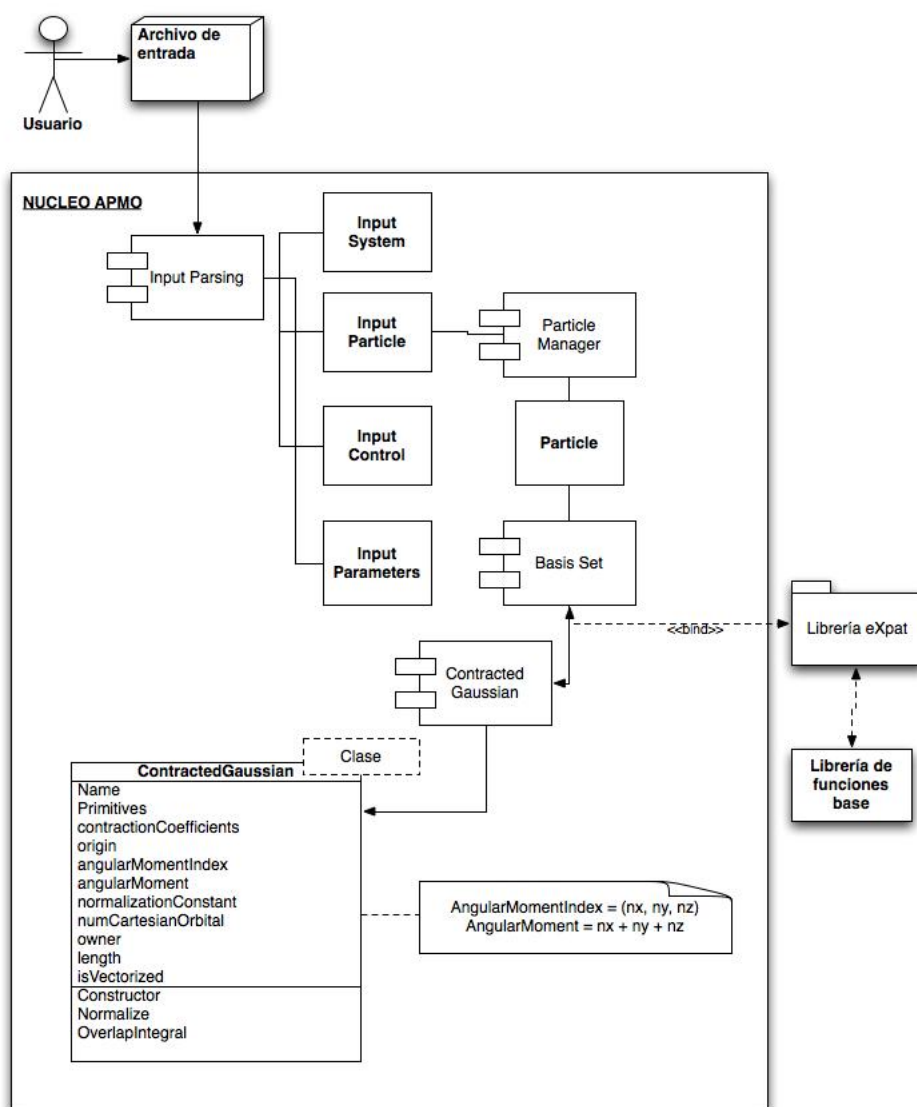 Archivo de
entrada
Usuario
NUCLEO APMO
Input Parsing
Input
System
Input
Particle
Particle
Manager
Input
Control
Particle
Input
Parameters
Basis Set
<<bind>>
Librería eXpat
Contracted
Gaussian
Librería de
funciones
base
Clase
ContractedGaussian
Name
Primitives
contractionCoefficients
origin
angularMomentIndex
angularMoment
normalizationConstant
numCartesianOrbital
owner
length
isVectorized
Constructor
Normalize
OverlapIntegral
AngularMomentIndex = (nx, ny, nz)
AngularMoment = nx + ny + nz